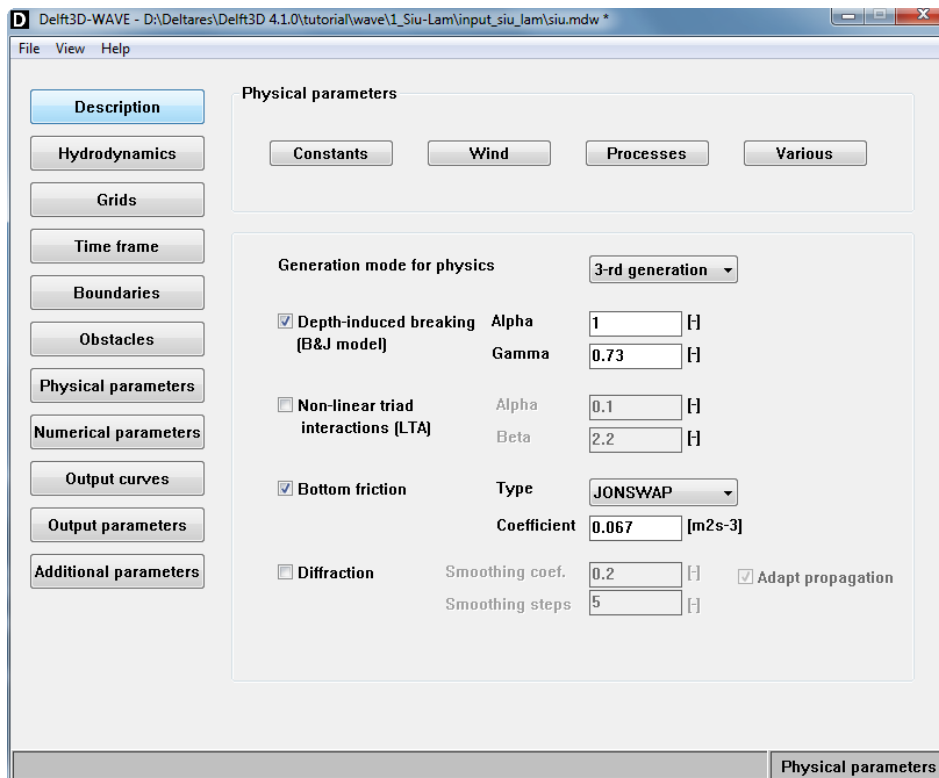 D Delft3D-WAVE - D:\Deltares\Delft3D 4.1.0\tutorial\wave\1_Siu-Lam\input_siu_lam\siu.mdw *
File View Help
Description
Hydrodynamics
Grids
Time frame
Boundaries
Obstacles
Physical parameters
Numerical parameters
Output curves
Output parameters
Additional parameters
Physical parameters
Constants Wind Processes Various
Generation mode for physics 3-rd generation
Depth-induced breaking Alpha 1 [-]
(B&J model)
Gamma 0.73 [-]
Non-linear triad Alpha 0.1 [-]
interactions (LTA)
Beta 2.2 [-]
Bottom friction Type JONSWAP
Coefficient 0.067 [m2s-3]
Diffraction Smoothing coef. 0.2 [-] Adapt propagation
Smoothing steps 5 [-]
Physical parameters